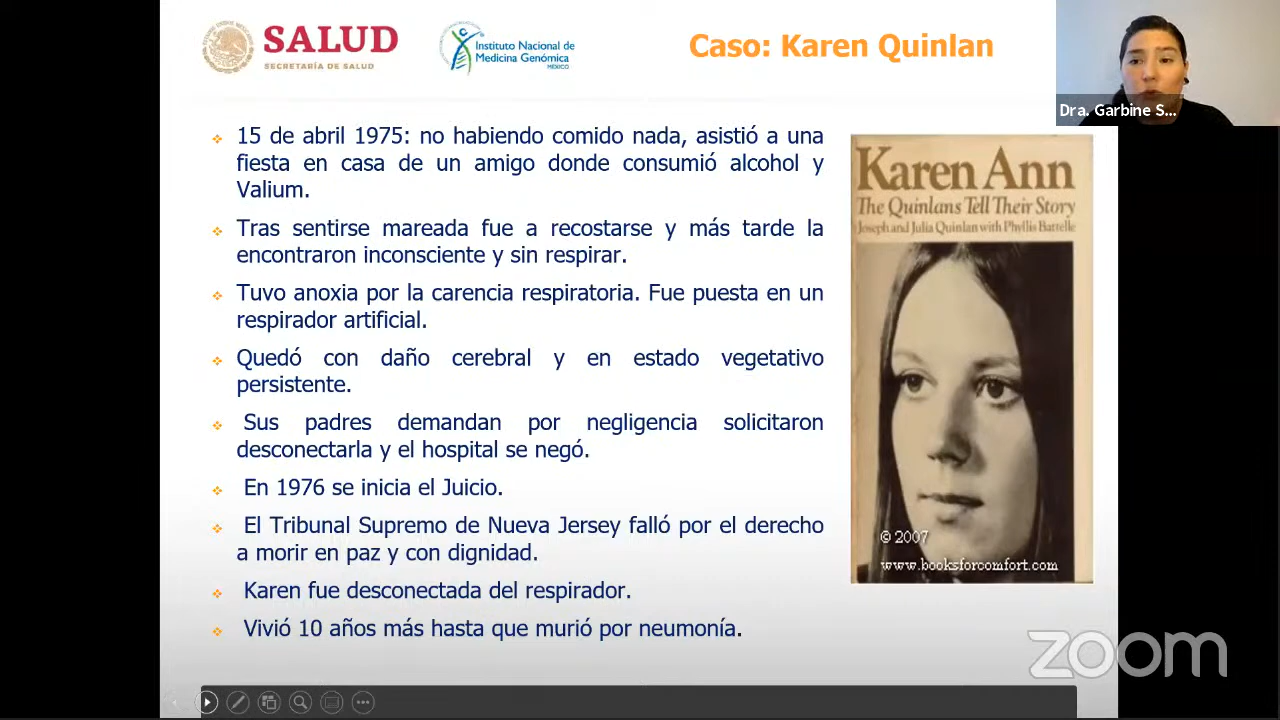 SALUD
SECRETARÍA DE SALUD
Instituto Nacional de
Medicina Genómica
MÉXICO
Caso: Karen Quinlan
Dra. Garbine S...
15 de abril 1975: no habiendo comido nada, asistió a una
fiesta en casa de un amigo donde consumió alcohol y
Valium.
Tras sentirse mareada fue a recostarse y más tarde la
encontraron inconsciente y sin respirar.
Tuvo anoxia por la carencia respiratoria. Fue puesta en un
respirador artificial.
Quedó con daño cerebral y en estado vegetativo
persistente.
Sus padres demandan por negligencia solicitaron
desconectarla y el hospital se negó.
En 1976 se inicia el Juicio.
El Tribunal Supremo de Nueva Jersey falló por el derecho
a morir en paz y con dignidad.
Karen fue desconectada del respirador.
Vivió 10 años más hasta que murió por neumonía.
Karen Ann
The Quinlans Tell Their Story
Joseph and Julia Quinlan with Phyllis Battelle
© 2007
www.booksforcomfort.com
zoom